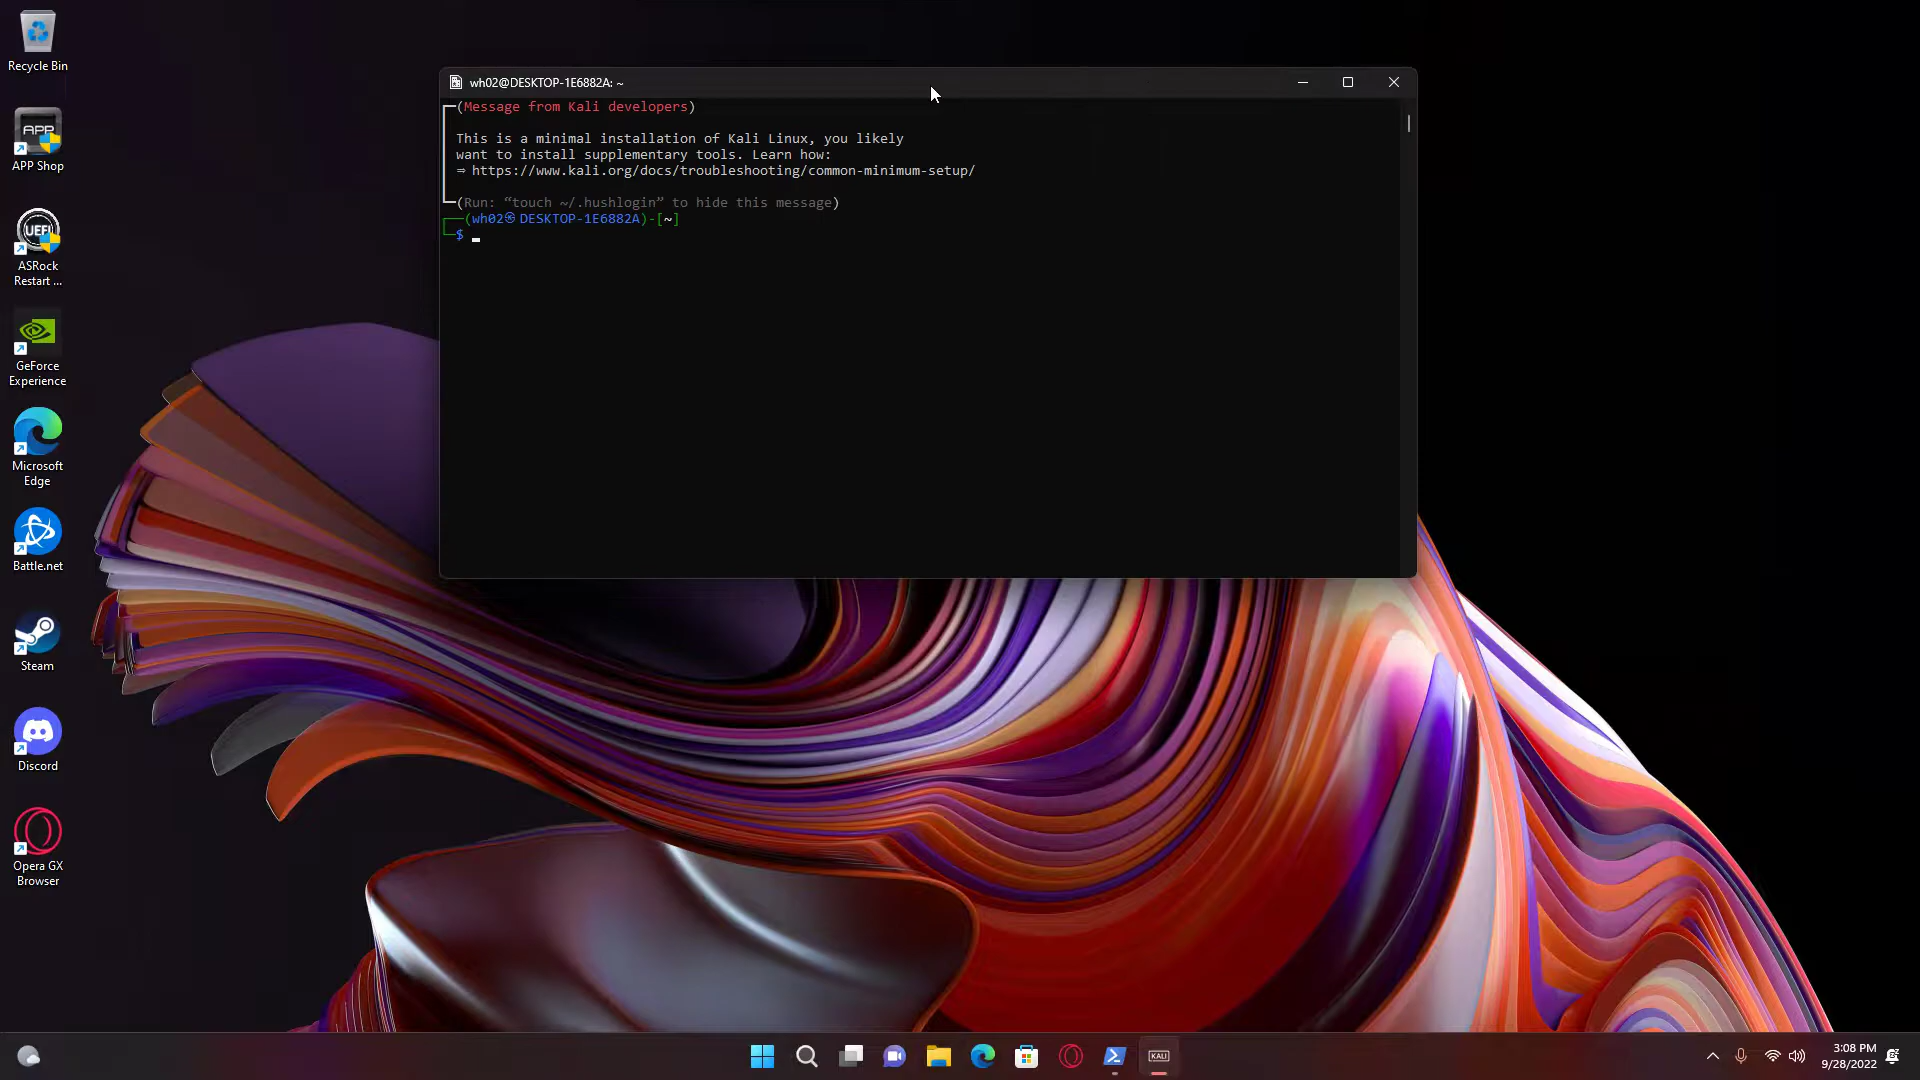 Recycle Bin
APP
APP Shop
UEFI
ASRock
Restart ...
GeForce
Experience
Microsoft
Edge
Battle.net
Steam
Discord
Opera GX
Browser
wh02@DESKTOP-1E6882A: ~
(Message from Kali developers)
This is a minimal installation of Kali Linux, you likely
want to install supplementary tools. Learn how:
⇒ https://www.kali.org/docs/troubleshooting/common-minimum-setup/
(Run: “touch ~/.hushlogin” to hide this message)
(wh02㉿DESKTOP-1E6882A)-[~]
$
KALI
3:08 PM
9/28/2022